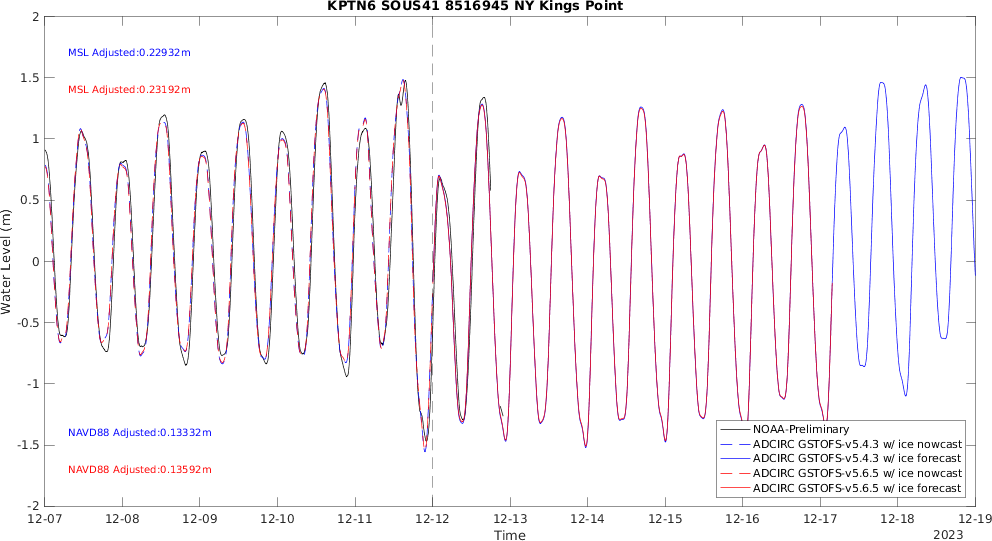 KPTN6 SOUS41 8516945 NY Kings Point
MSL Adjusted:0.22932m
MSL Adjusted:0.23192m
NAVD88 Adjusted:0.13332m
NAVD88 Adjusted:0.13592m
Water Level (m)
2
1.5
1
0.5
0
-0.5
-1
-1.5
-2
NOAA-Preliminary
ADCIRC GSTOFS-v5.4.3 w/ ice nowcast
ADCIRC GSTOFS-v5.4.3 w/ ice forecast
ADCIRC GSTOFS-v5.6.5 w/ ice nowcast
ADCIRC GSTOFS-v5.6.5 w/ ice forecast
12-07 12-08 12-09 12-10 12-11 12-12 12-13 12-14 12-15 12-16 12-17 12-18 12-19
Time
2023